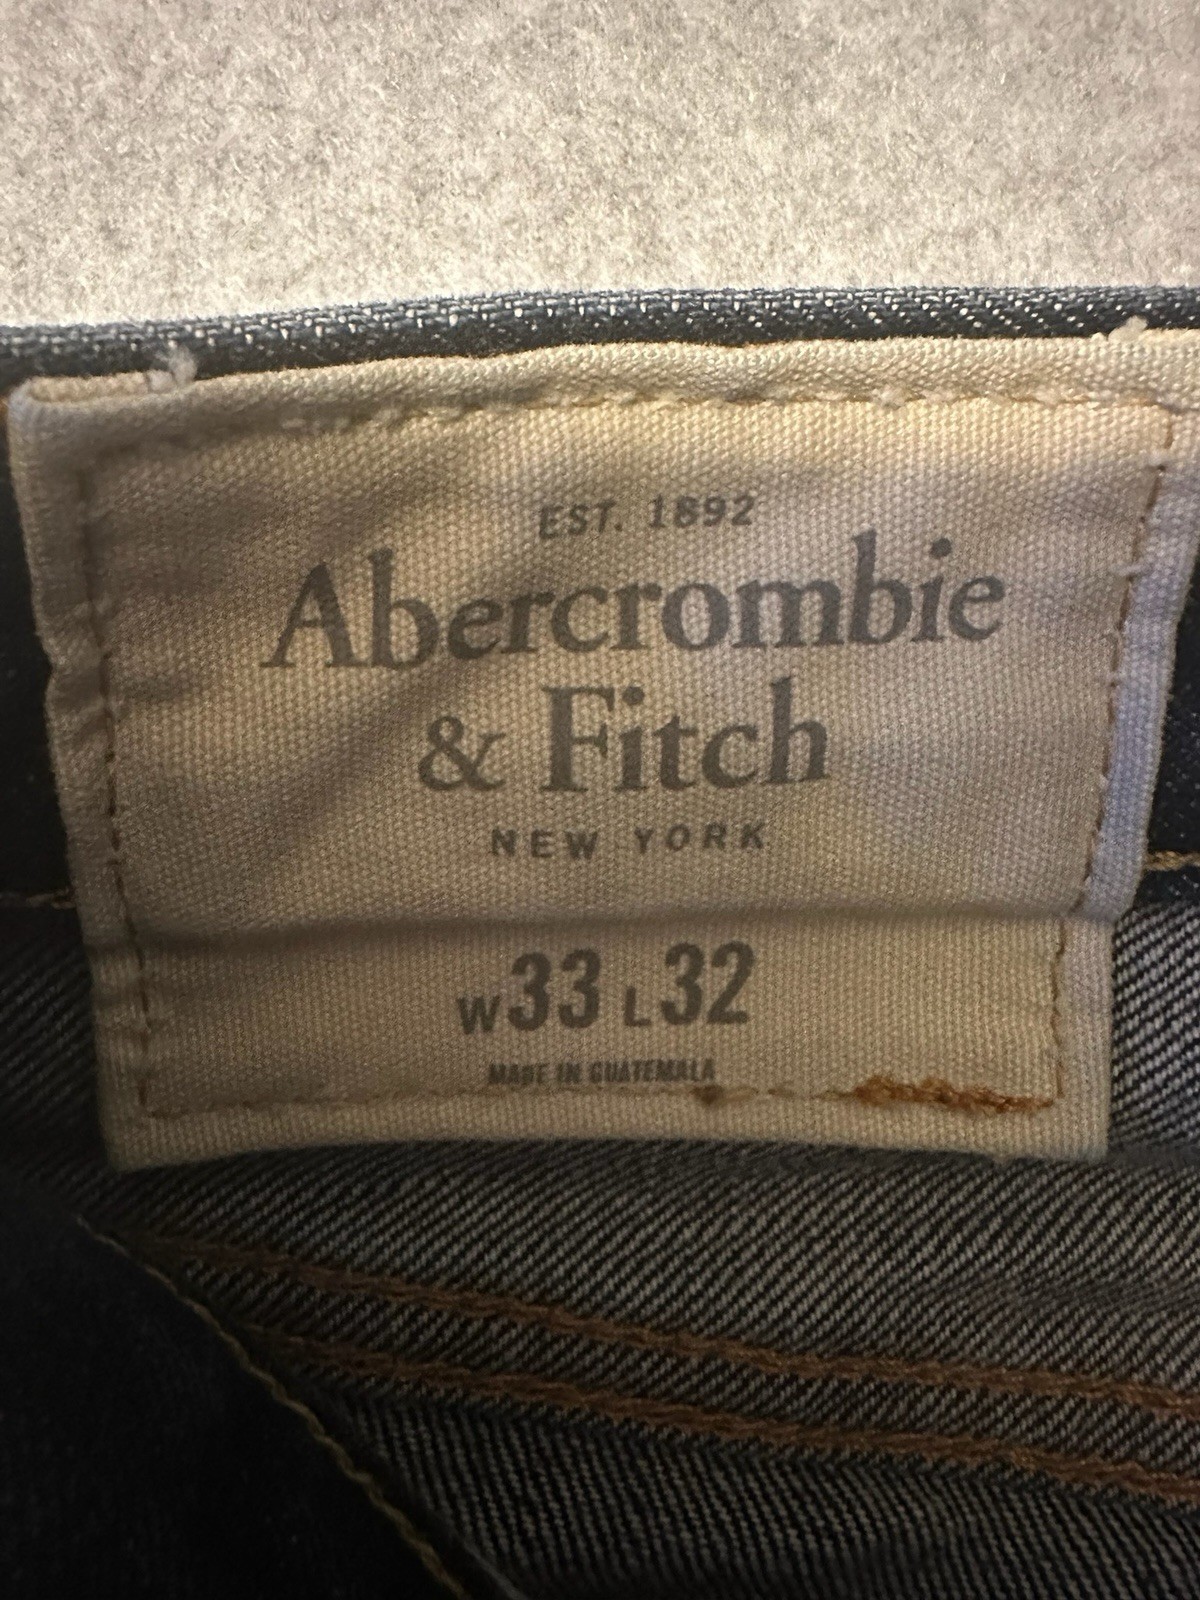 EST. 1892
Abercrombie
& Fitch
NEW YORK
W33 L32
MADE IN GUATEMALA